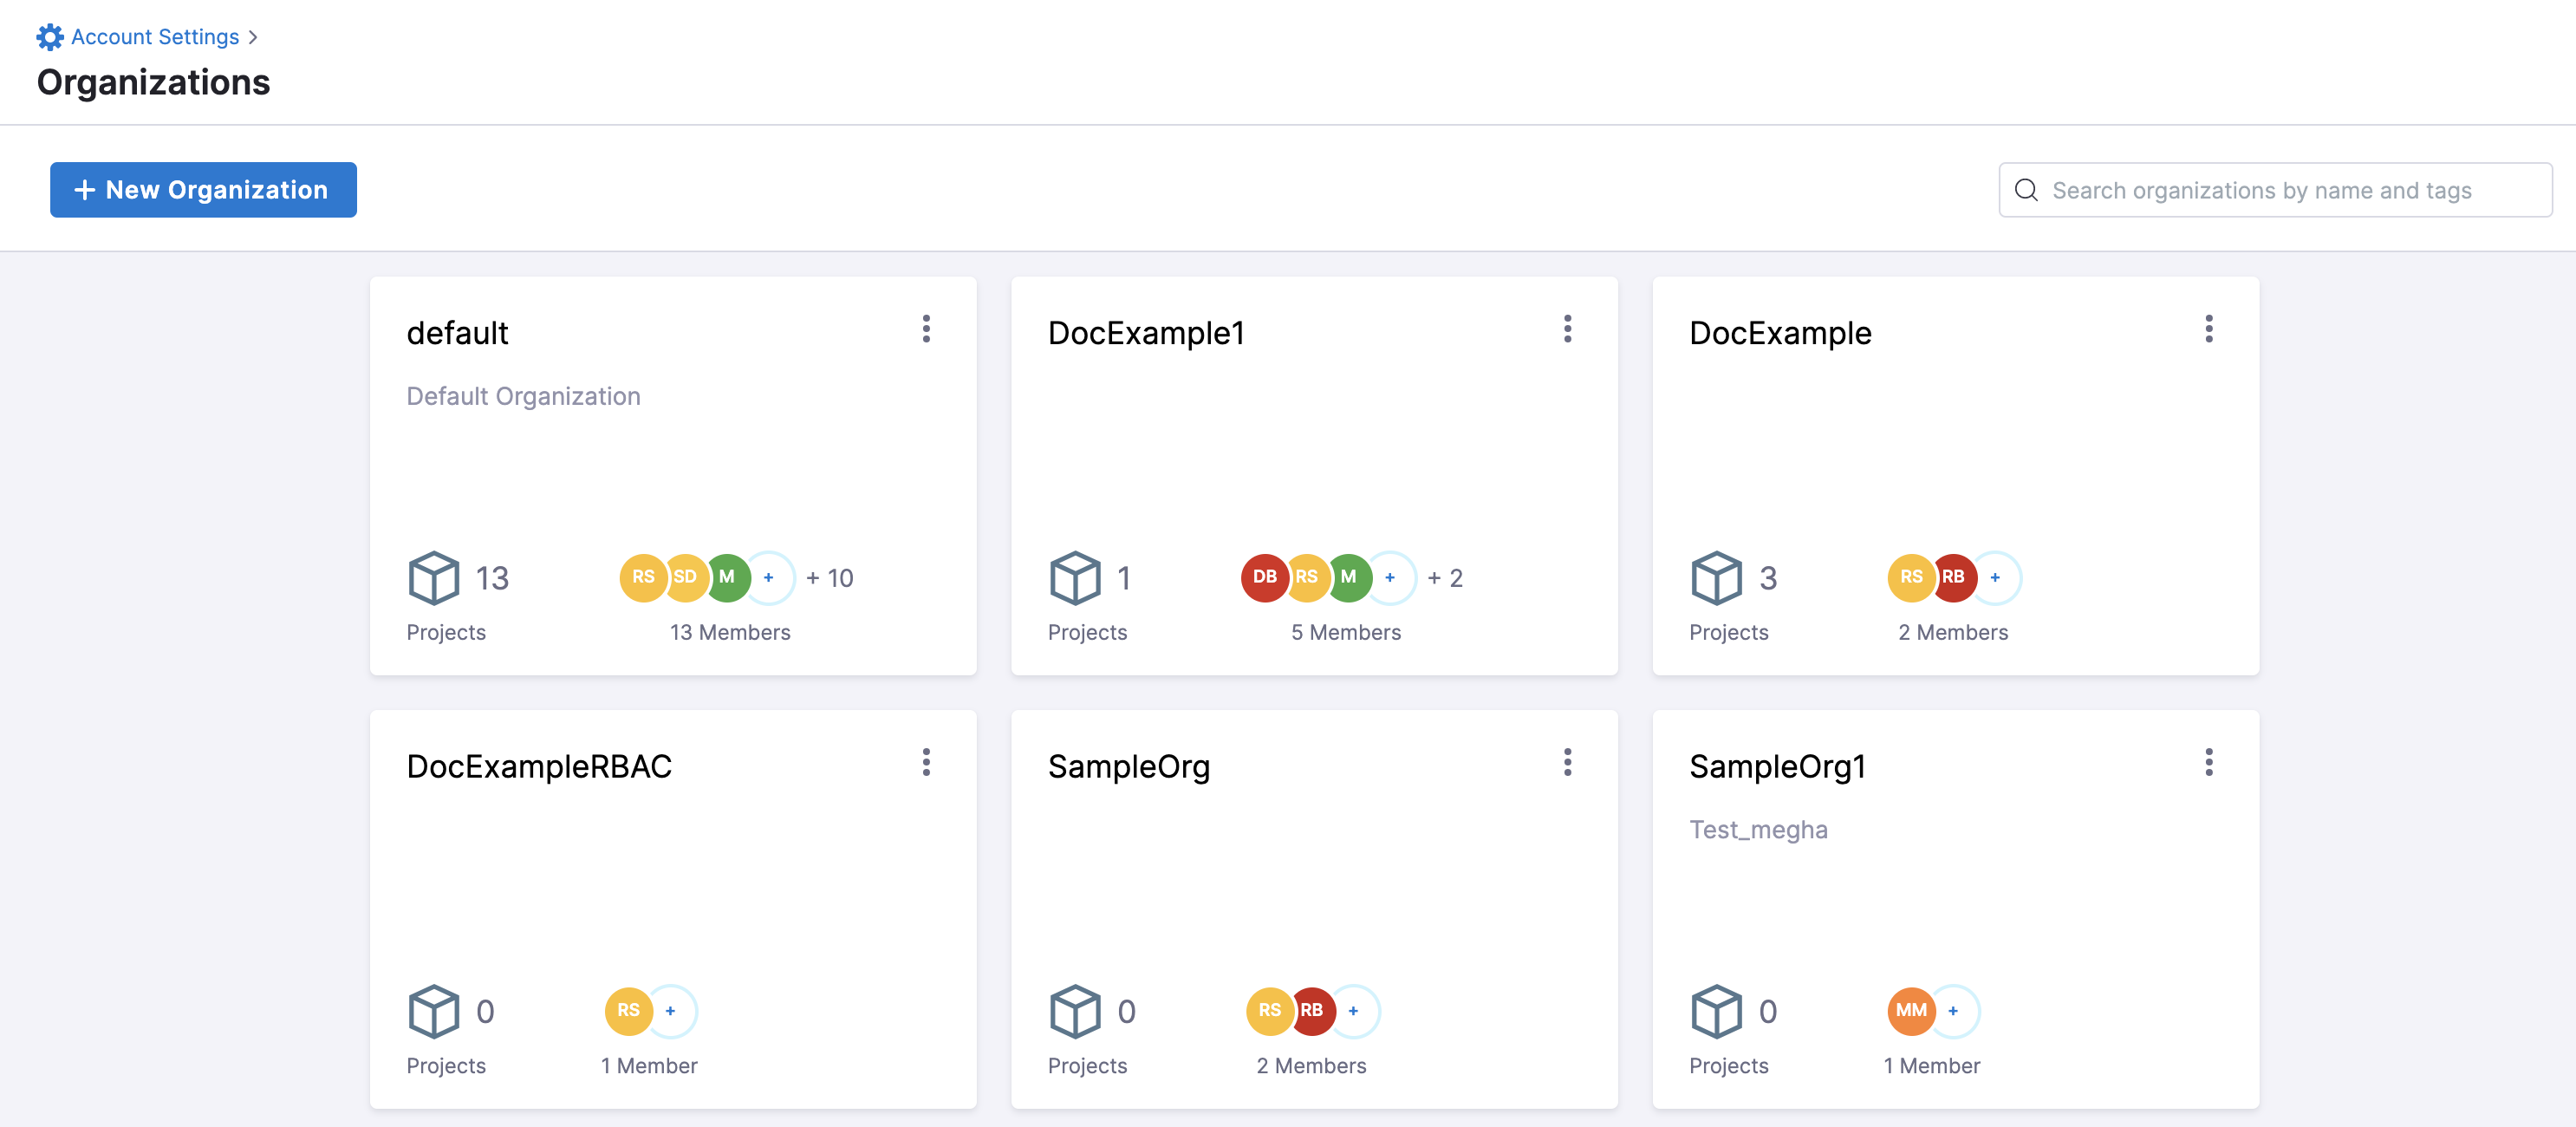 Account Settings >
Organizations
+ New Organization
Search organizations by name and tags
default
Default Organization
13
RS SD M + + 10
Projects
13 Members
DocExample1
1
DB RS M + + 2
Projects
5 Members
DocExample
3
RS RB +
Projects
2 Members
DocExampleRBAC
0
RS +
Projects
1 Member
SampleOrg
0
RS RB +
Projects
2 Members
SampleOrg1
Test_megha
0
MM +
Projects
1 Member